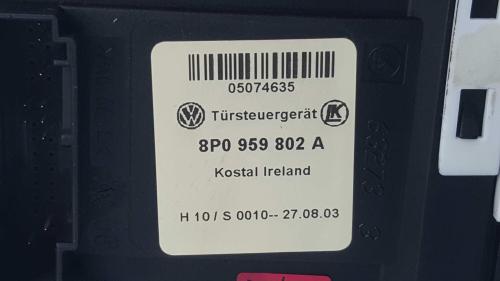 05074635
Türsteuergerät
8P0 959 802 A
Kostal Ireland
H 10 / S 0010-- 27.08.03